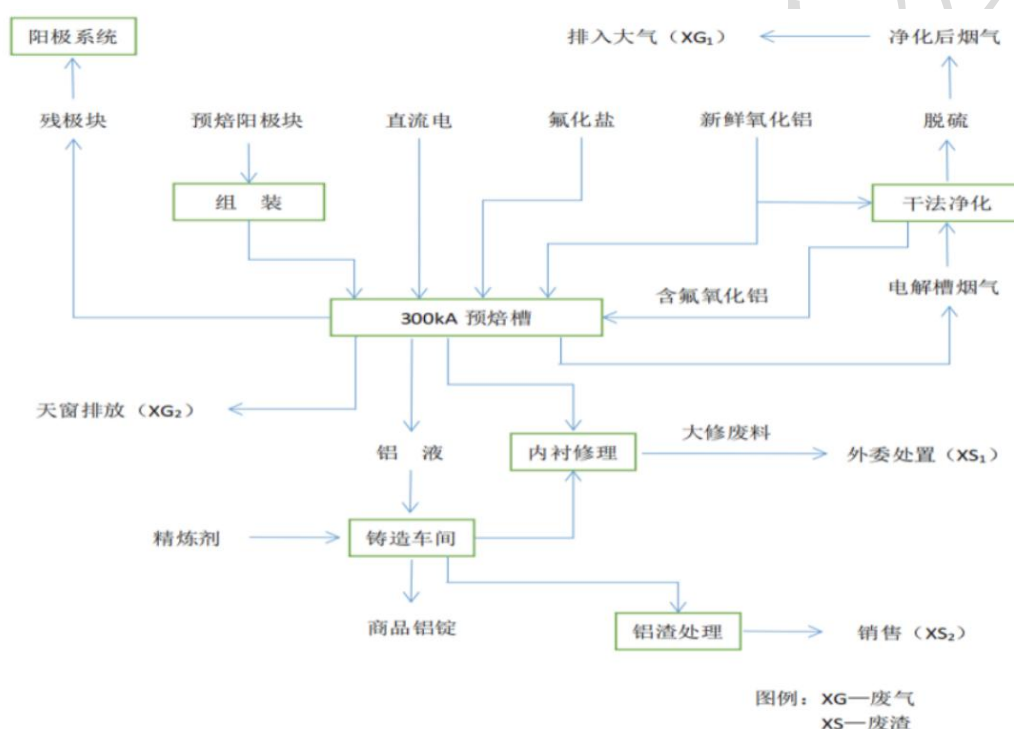 阳极系统
排入大气（XG₁）
净化后烟气
残极块
预焙阳极块
直流电
氟化盐
新鲜氧化铝
脱硫
组 装
干法净化
含氟氧化铝
电解槽烟气
300kA 预焙槽
天窗排放（XG₂）
铝 液
内衬修理
大修废料
外委处置（XS₁）
精炼剂
铸造车间
商品铝锭
铝渣处理
销售（XS₂）
图例：XG—废气
XS—废渣